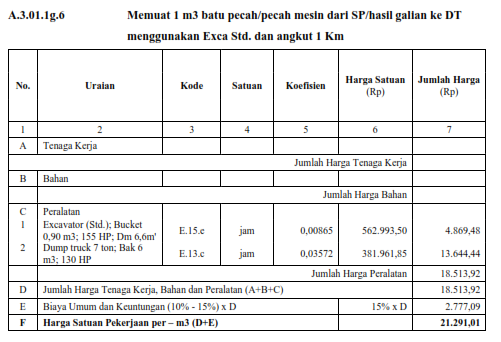 A.3.01.1g.6 Memuat 1 m3 batu pecah/pecah mesin dari SP/hasil galian ke DT
menggunakan Exca Std. dan angkut 1 Km
No. Uraian Kode Satuan Koefisien Harga Satuan (Rp) Jumlah Harga (Rp)
1 2 3 4 5 6 7
A Tenaga Kerja
Jumlah Harga Tenaga Kerja
B Bahan
Jumlah Harga Bahan
C Peralatan
1 Excavator (Std.); Bucket
0,90 m3; 155 HP; Dm 6,6m' E.15.e jam 0,00865 562.993,50 4.869,48
2 Dump truck 7 ton; Bak 6
m3; 130 HP E.13.c jam 0,03572 381.961,85 13.644,44
Jumlah Harga Peralatan 18.513,92
D Jumlah Harga Tenaga Kerja, Bahan dan Peralatan (A+B+C) 18.513,92
E Biaya Umum dan Keuntungan (10% - 15%) x D 15% x D 2.777,09
F Harga Satuan Pekerjaan per – m3 (D+E) 21.291,01